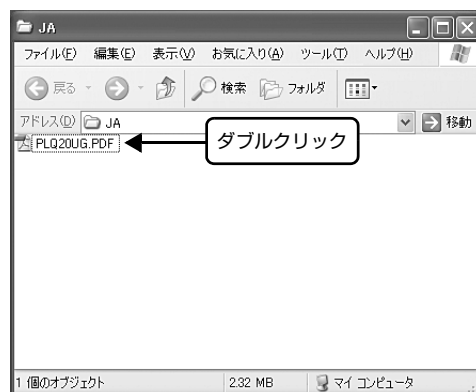 JA
ファイル(F) 編集(E) 表示(V) お気に入り(A) ツール(T) ヘルプ(H)
戻る 検索 フォルダ
アドレス(D) JA 移動
PLQ20UG.PDF ダブルクリック
1 個のオブジェクト 2.32 MB マイ コンピュータ